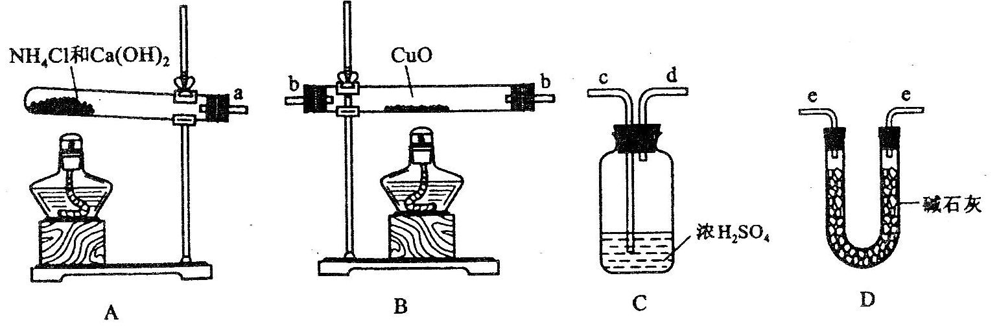 NH₄Cl和Ca(OH)₂
CuO
a
b
b
c
d
e
e
浓H₂SO₄
碱石灰
A
B
C
D